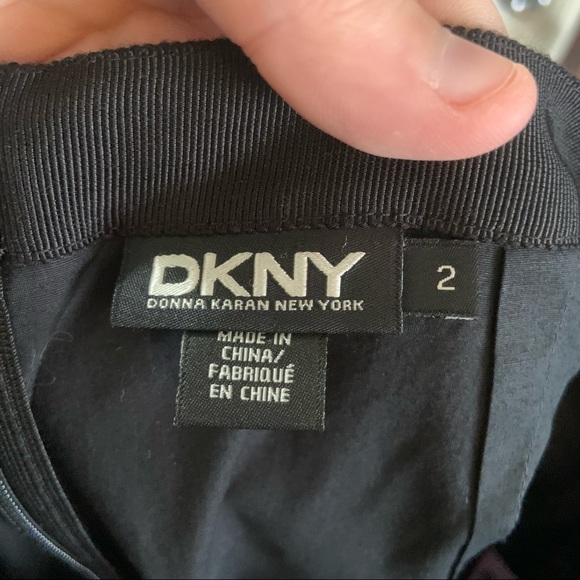 DKNY
DONNA KARAN NEW YORK
2
MADE IN
CHINA/
FABRIQUÉ
EN CHINE